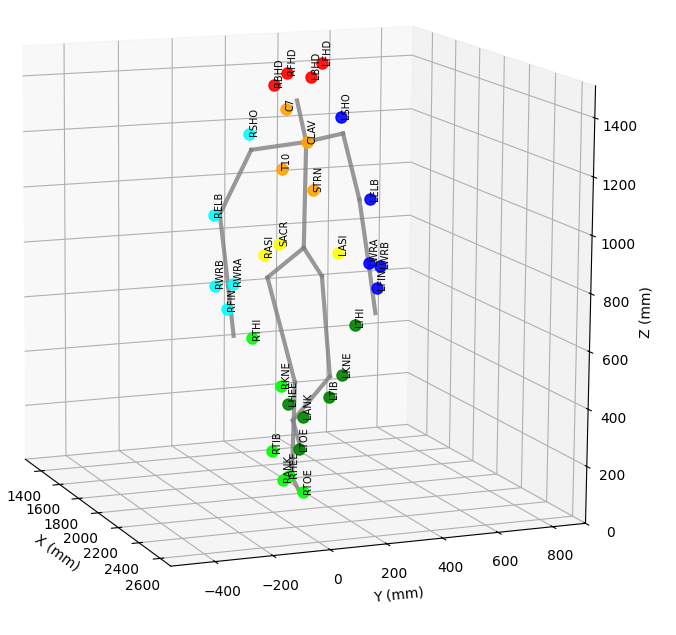 LFHD
RFHD
LBHD
RBHD
C7
LSHO
RSHO
CLAV
T10
STRN
LELB
RELB
SACR
RASI
LASI
LWRA
LWRB
RWRB
RWRA
LFIN
RFIN
LTHI
RTHI
RKNE
LKNE
LHEE
LTIB
LANK
RTIB
LTOE
RANK
RHEE
RTOE
1400
1200
1000
800
600
400
200
0
Z (mm)
1400
1600
1800
2000
2200
2400
2600
X (mm)
−400
−200
0
200
400
600
800
Y (mm)